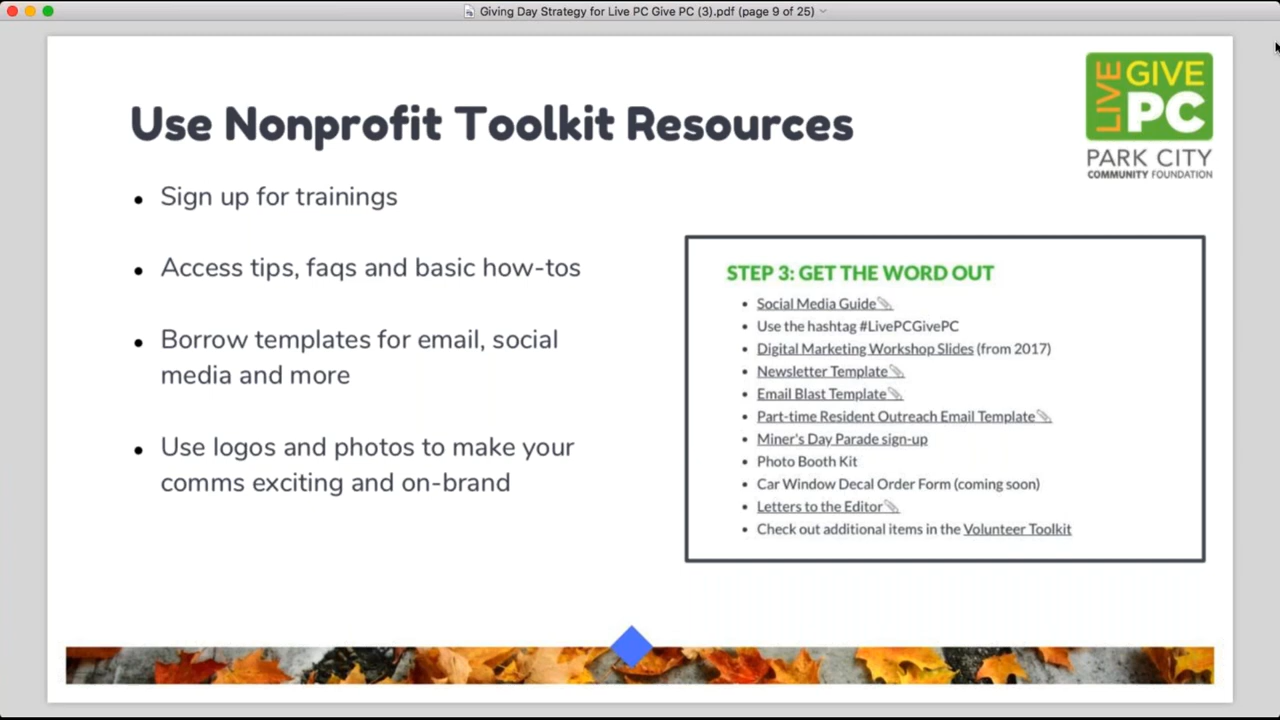 Giving Day Strategy for Live PC Give PC (3).pdf (page 9 of 25)
LIVE GIVE PC
PARK CITY
COMMUNITY FOUNDATION
Use Nonprofit Toolkit Resources
• Sign up for trainings
• Access tips, faqs and basic how-tos
• Borrow templates for email, social
media and more
• Use logos and photos to make your
comms exciting and on-brand
STEP 3: GET THE WORD OUT
• Social Media Guide
• Use the hashtag #LivePCGivePC
• Digital Marketing Workshop Slides (from 2017)
• Newsletter Template
• Email Blast Template
• Part-time Resident Outreach Email Template
• Miner's Day Parade sign-up
• Photo Booth Kit
• Car Window Decal Order Form (coming soon)
• Letters to the Editor
• Check out additional items in the Volunteer Toolkit